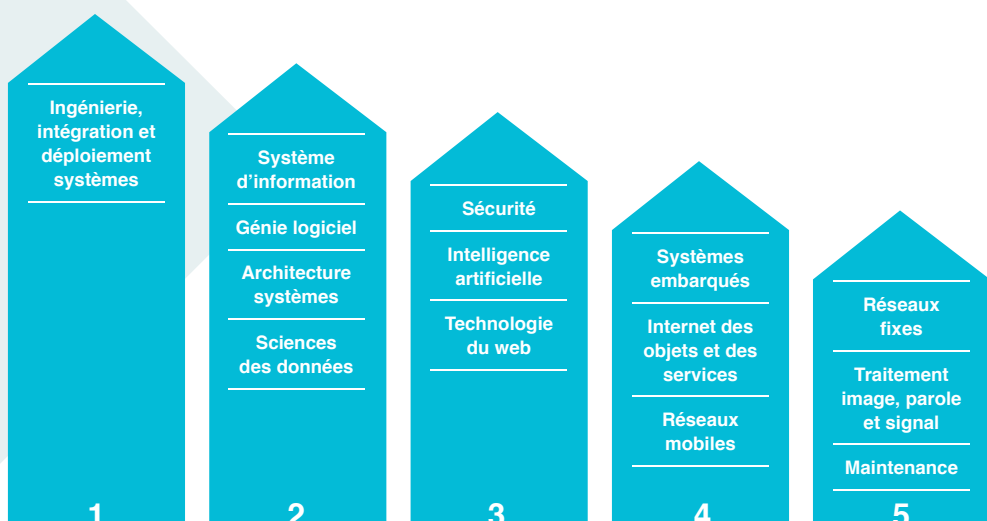 Ingénierie,
intégration et
déploiement
systèmes
1
Système
d’information
Génie logiciel
Architecture
systèmes
Sciences
des données
2
Sécurité
Intelligence
artificielle
Technologie
du web
3
Systèmes
embarqués
Internet des
objets et des
services
Réseaux
mobiles
4
Réseaux
fixes
Traitement
image, parole
et signal
Maintenance
5